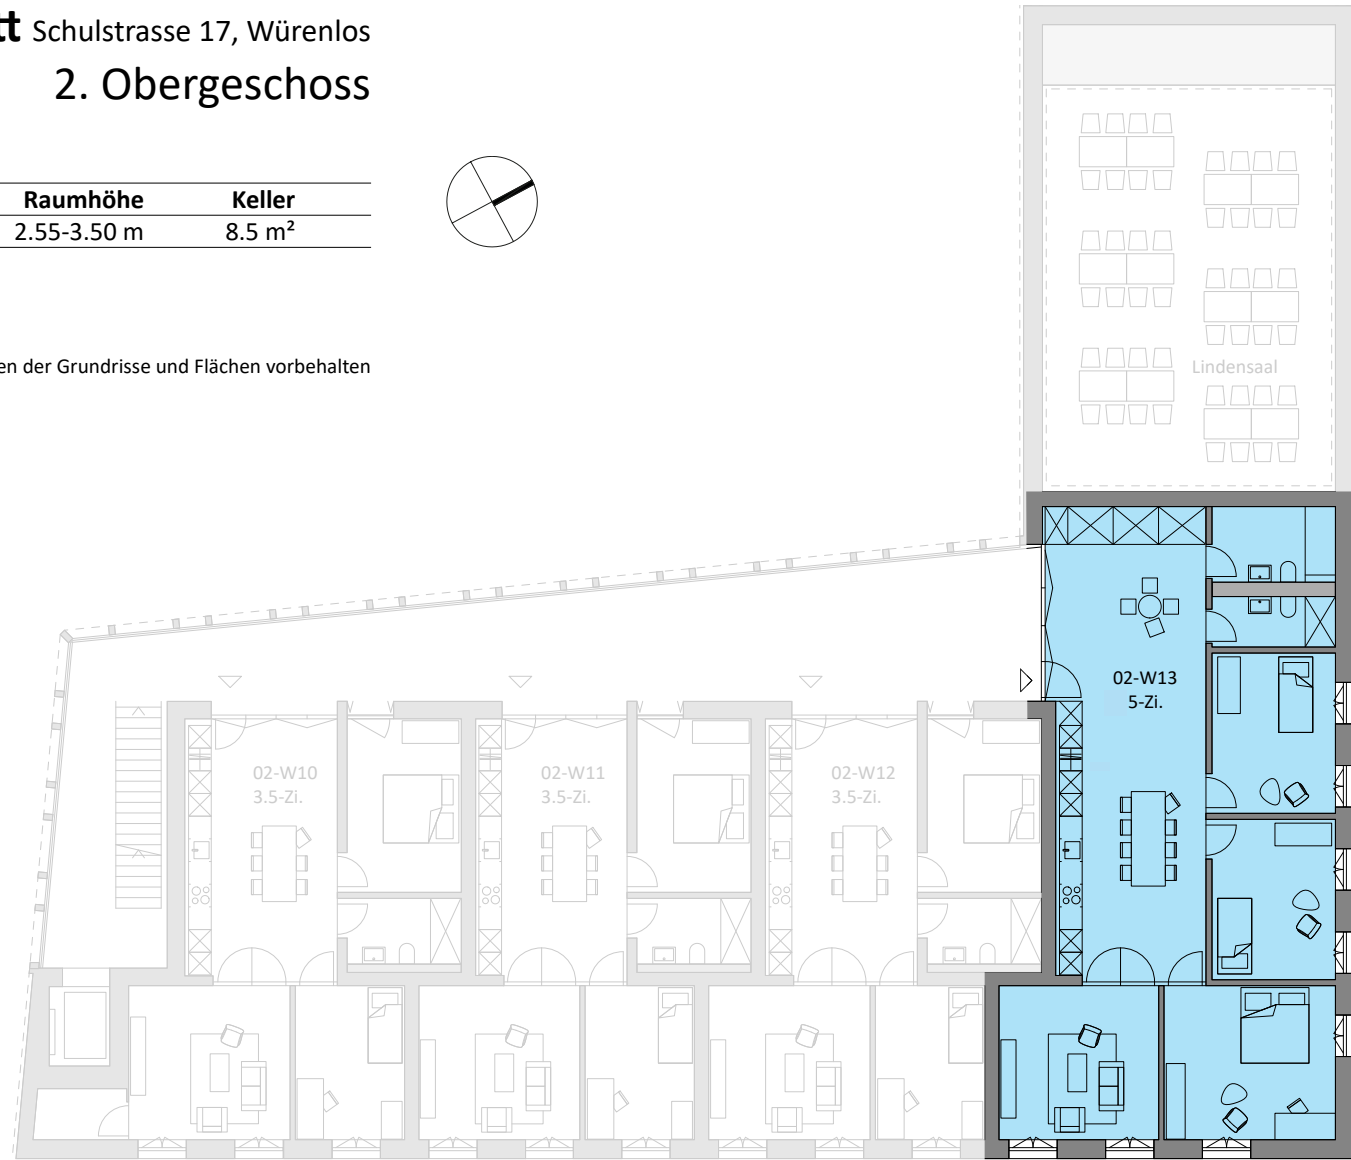 tt Schulstrasse 17, Würenlos
2. Obergeschoss
Raumhöhe Keller
2.55-3.50 m 8.5 m²
en der Grundrisse und Flächen vorbehalten
Lindensaal
02-W13
5-Zi.
02-W10
3.5-Zi.
02-W11
3.5-Zi.
02-W12
3.5-Zi.